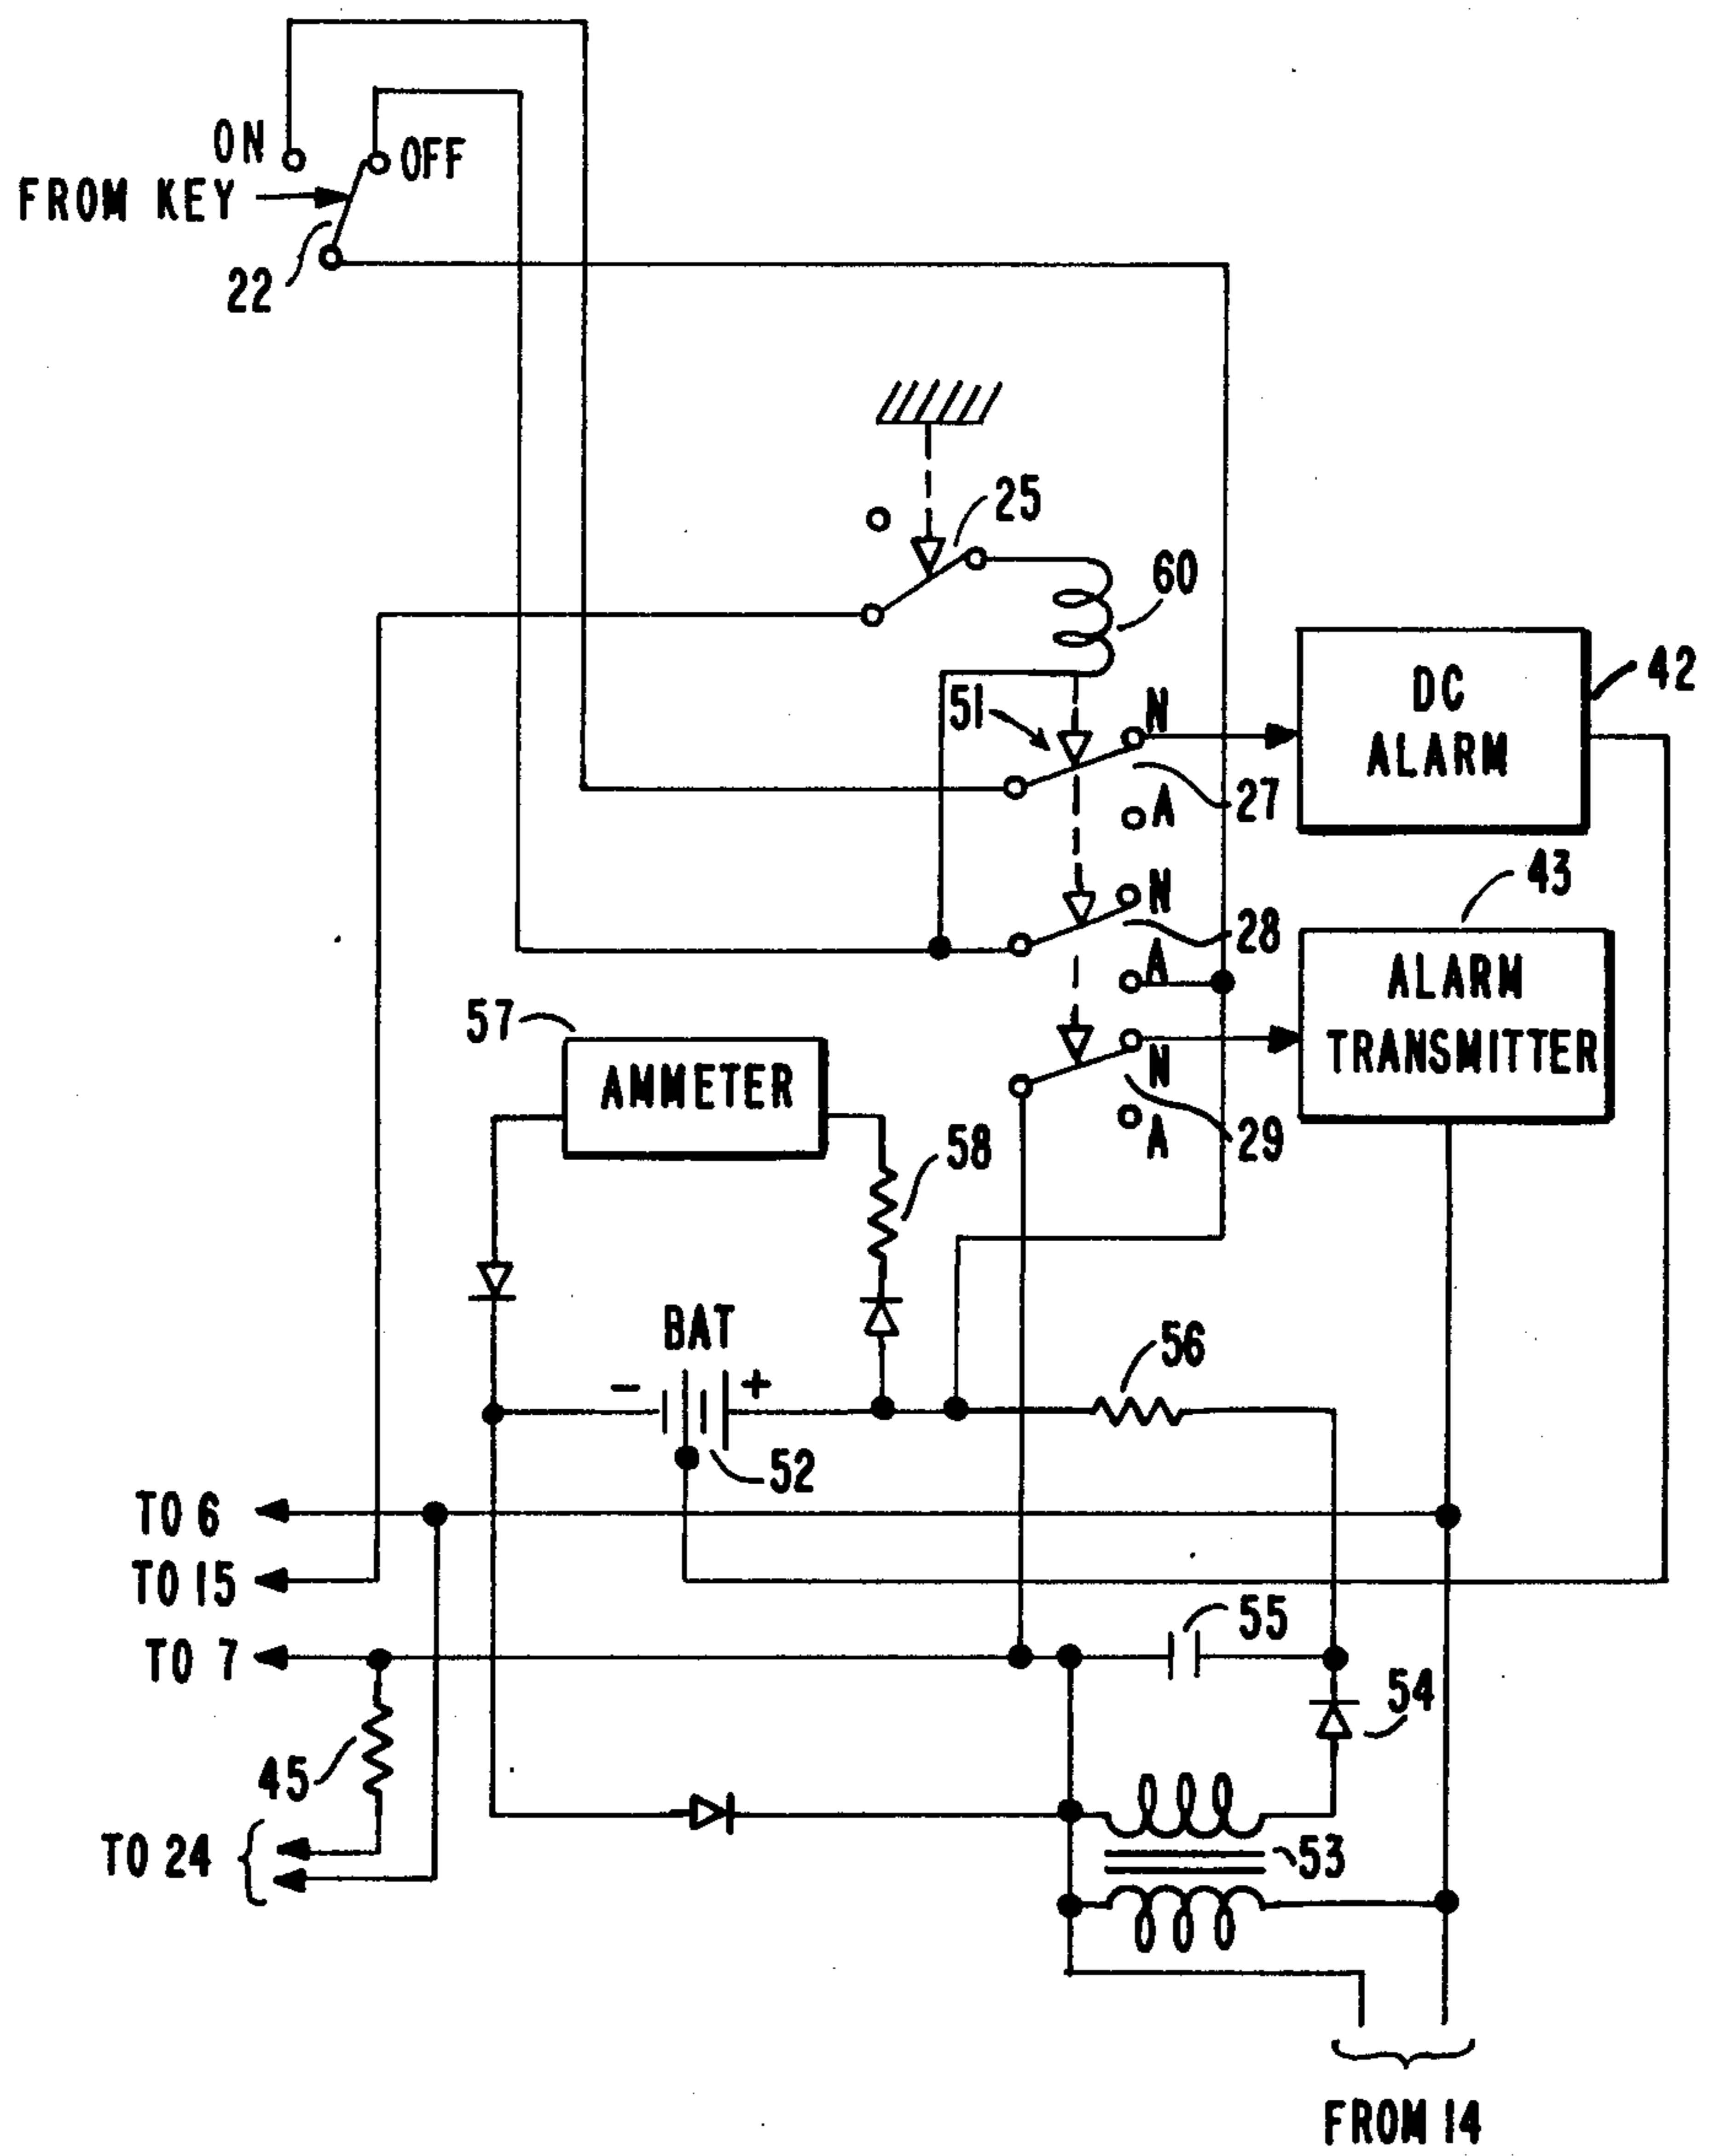 ON
OFF
FROM KEY
22
25
60
51
N
27
A
DC
ALARM
42
43
N
28
A
ALARM
TRANSMITTER
57
AMMETER
N
29
A
58
BAT
- +
56
52
TO 6
TO 15
TO 7
55
54
45
TO 24
53
FROM 14